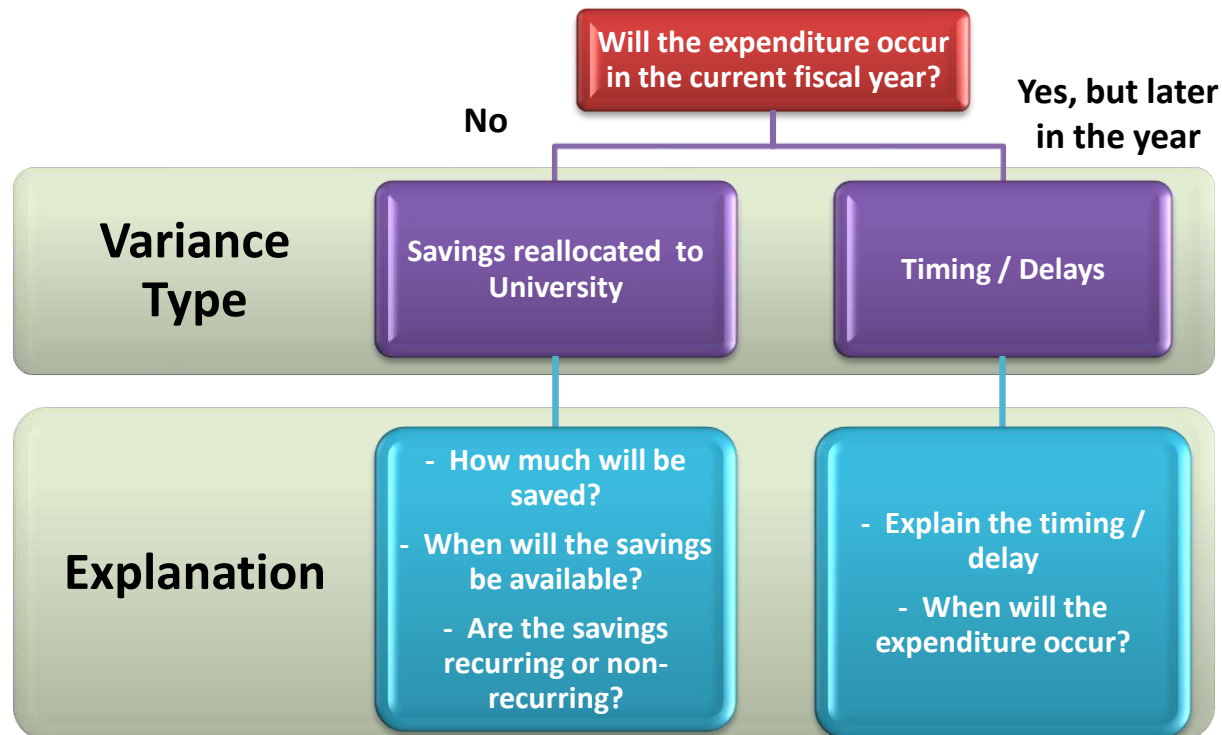 Will the expenditure occur
in the current fiscal year?
No
Yes, but later
in the year
Variance
Type
Savings reallocated to
University
Timing / Delays
Explanation
- How much will be
saved?
- When will the savings
be available?
- Are the savings
recurring or non-
recurring?
- Explain the timing /
delay
- When will the
expenditure occur?